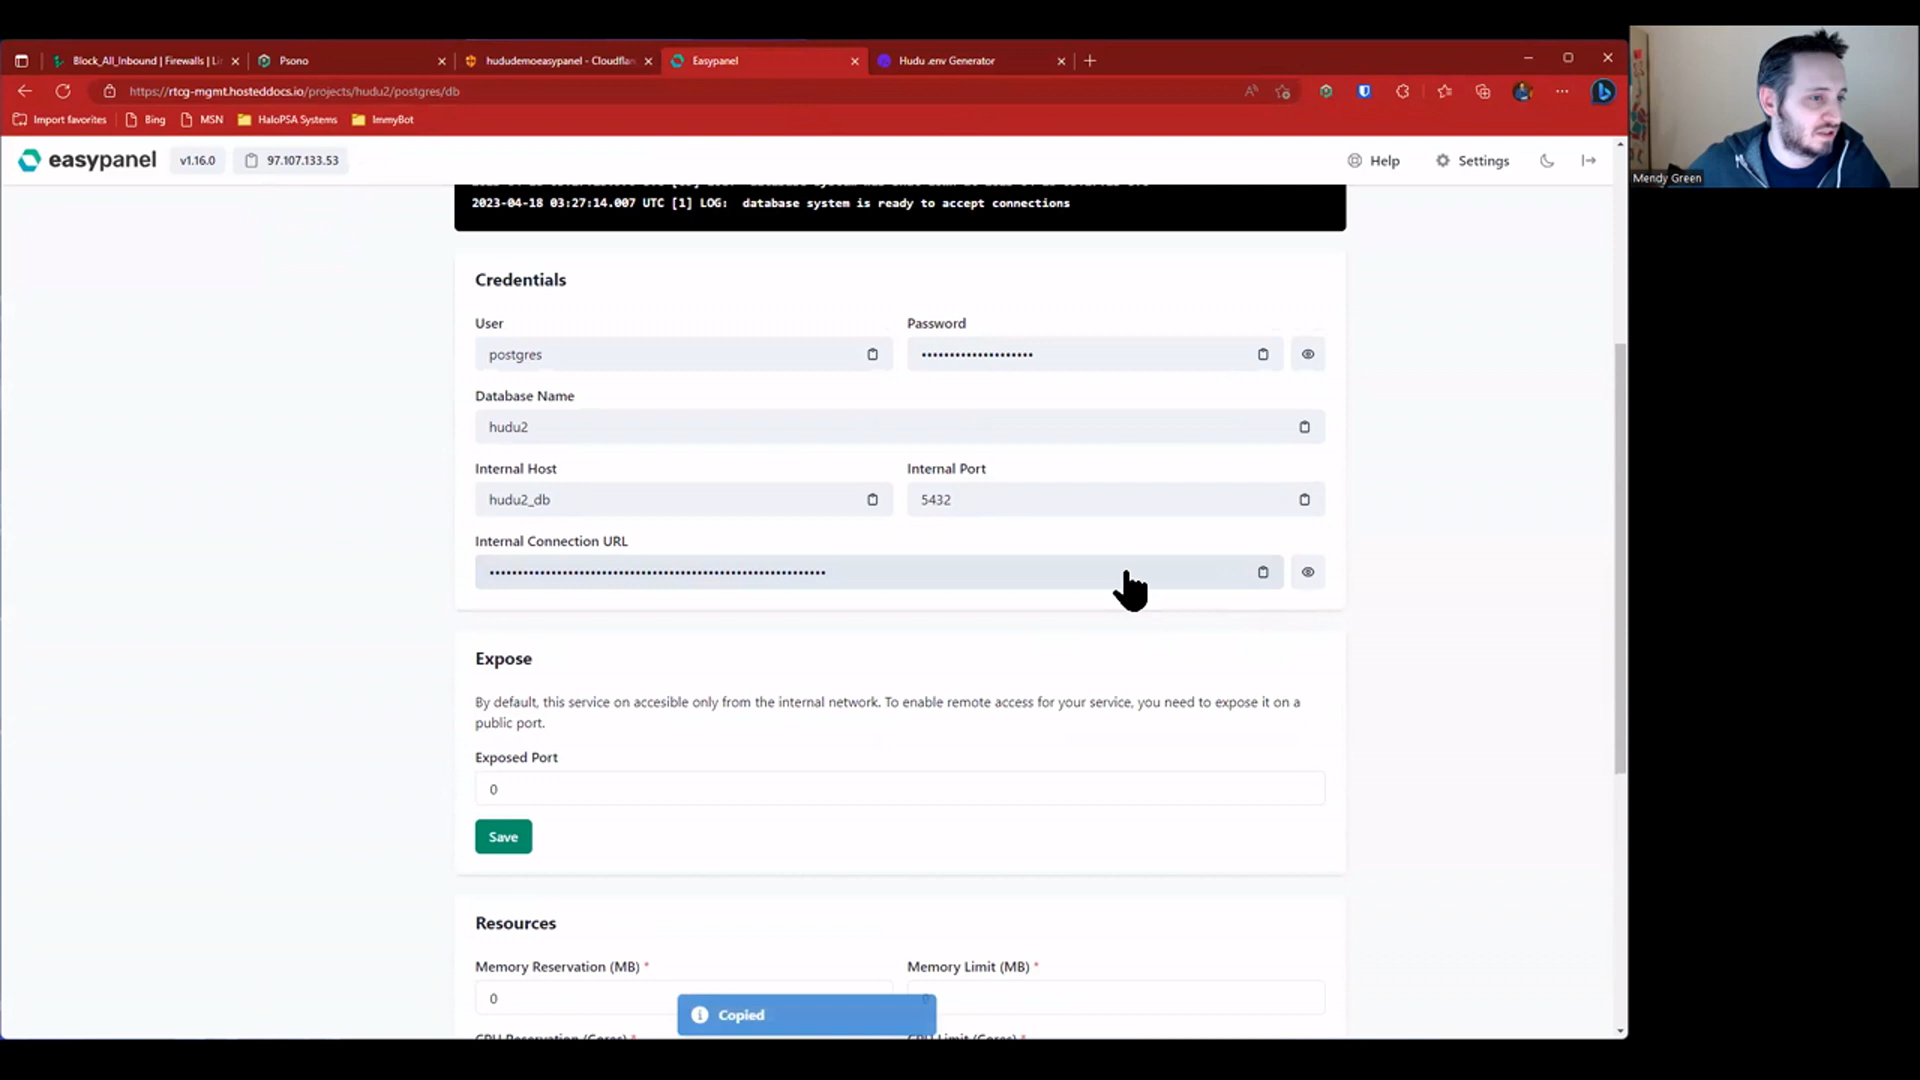 Block_All_Inbound | Firewalls | Li
Psono
hududemoeasypanel - Cloudflar
Easypanel
Hudu .env Generator
https://rtcg-mgmt.hosteddocs.io/projects/hudu2/postgres/db
Import favorites
Bing
MSN
HaloPSA Systems
ImmyBot
easypanel
v1.16.0
97.107.133.53
Help
Settings
Mendy Green
2023-04-18 03:27:14.007 UTC [1] LOG: database system is ready to accept connections
Credentials
User
Password
postgres
••••••••••••••••••••
Database Name
hudu2
Internal Host
Internal Port
hudu2_db
5432
Internal Connection URL
Expose
By default, this service on accesible only from the internal network. To enable remote access for your service, you need to expose it on a
public port.
Exposed Port
0
Save
Resources
Memory Reservation (MB) *
Memory Limit (MB) *
0
Copied